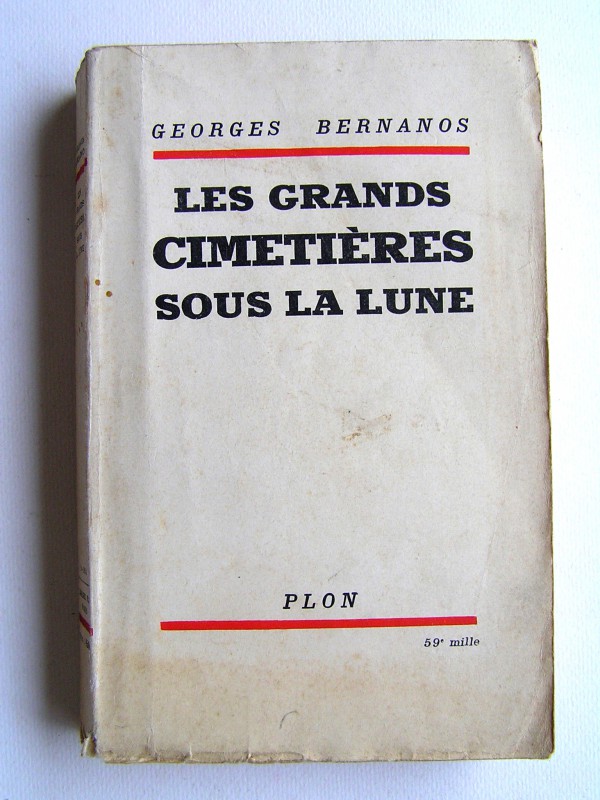 GEORGES BERNANOS
LES GRANDS
CIMETIÈRES
SOUS LA LUNE
PLON
59e mille